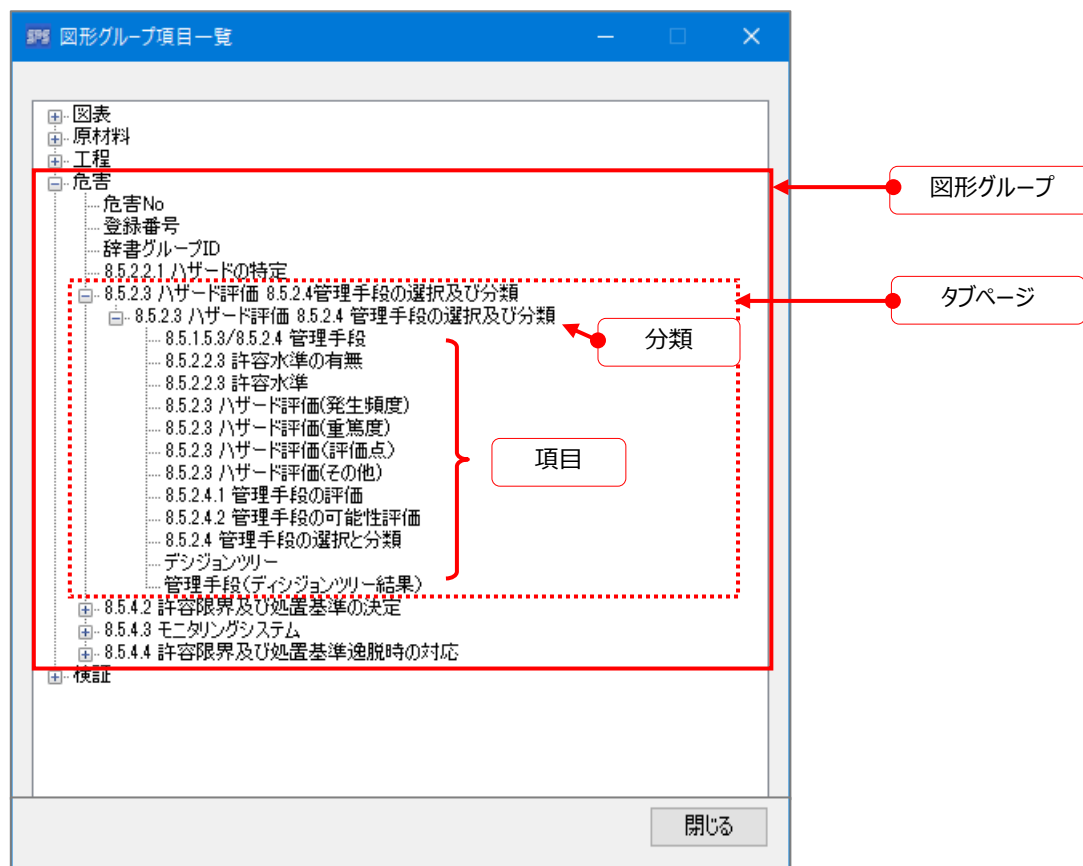 SPS 図形グループ項目一覧
図表
原材料
工程
危害
危害No
登録番号
辞書グループID
8.5.2.2.1 ハザードの特定
8.5.2.3 ハザード評価 8.5.2.4管理手段の選択及び分類
8.5.2.3 ハザード評価 8.5.2.4 管理手段の選択及び分類
8.5.1.5.3/8.5.2.4 管理手段
8.5.2.2.3 許容水準の有無
8.5.2.2.3 許容水準
8.5.2.3 ハザード評価(発生頻度)
8.5.2.3 ハザード評価(重篤度)
8.5.2.3 ハザード評価(評価点)
8.5.2.3 ハザード評価(その他)
8.5.2.4.1 管理手段の評価
8.5.2.4.2 管理手段の可能性評価
8.5.2.4 管理手段の選択と分類
デシジョンツリー
管理手段(ディシジョンツリー結果)
8.5.4.2 許容限界及び処置基準の決定
8.5.4.3 モニタリングシステム
8.5.4.4 許容限界及び処置基準逸脱時の対応
検証
図形グループ
タブページ
分類
項目
閉じる